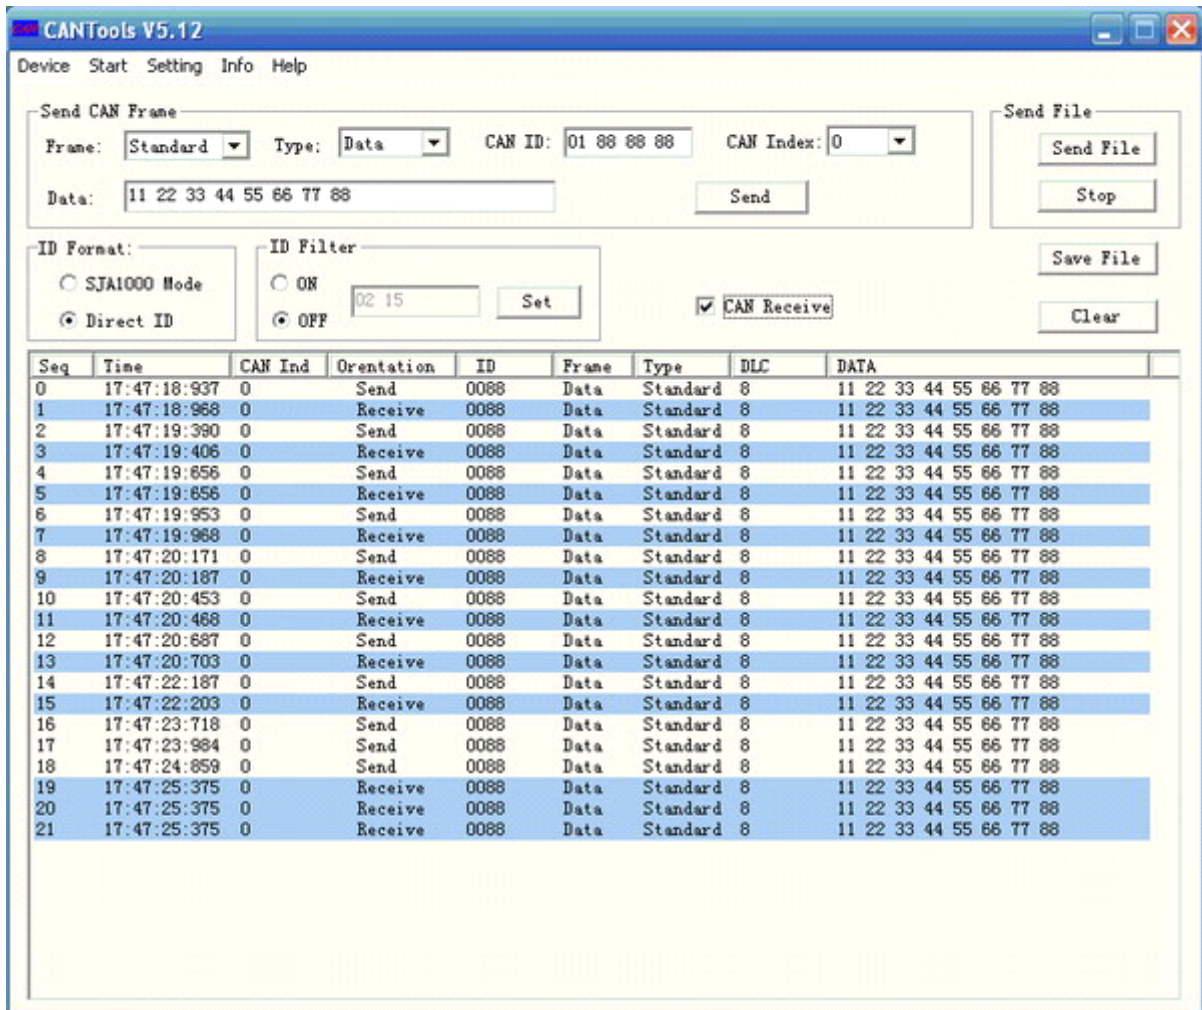 CAN CANTools V5.12
Device Start Setting Info Help
Send CAN Frame Send File
Frame: Standard Type: Data CAN ID: 01 88 88 88 CAN Index: 0 Send File
Data: 11 22 33 44 55 66 77 88 Send Stop
ID Format: ID Filter Save File
SJA1000 Mode ON
02 15 Set CAN Receive
Direct ID OFF Clear
Seq Time CAN Ind Orentation ID Frame Type DLC DATA
0 17:47:18:937 0 Send 0088 Data Standard 8 11 22 33 44 55 66 77 88
1 17:47:18:968 0 Receive 0088 Data Standard 8 11 22 33 44 55 66 77 88
2 17:47:19:390 0 Send 0088 Data Standard 8 11 22 33 44 55 66 77 88
3 17:47:19:406 0 Receive 0088 Data Standard 8 11 22 33 44 55 66 77 88
4 17:47:19:656 0 Send 0088 Data Standard 8 11 22 33 44 55 66 77 88
5 17:47:19:656 0 Receive 0088 Data Standard 8 11 22 33 44 55 66 77 88
6 17:47:19:953 0 Send 0088 Data Standard 8 11 22 33 44 55 66 77 88
7 17:47:19:968 0 Receive 0088 Data Standard 8 11 22 33 44 55 66 77 88
8 17:47:20:171 0 Send 0088 Data Standard 8 11 22 33 44 55 66 77 88
9 17:47:20:187 0 Receive 0088 Data Standard 8 11 22 33 44 55 66 77 88
10 17:47:20:453 0 Send 0088 Data Standard 8 11 22 33 44 55 66 77 88
11 17:47:20:468 0 Receive 0088 Data Standard 8 11 22 33 44 55 66 77 88
12 17:47:20:687 0 Send 0088 Data Standard 8 11 22 33 44 55 66 77 88
13 17:47:20:703 0 Receive 0088 Data Standard 8 11 22 33 44 55 66 77 88
14 17:47:22:187 0 Send 0088 Data Standard 8 11 22 33 44 55 66 77 88
15 17:47:22:203 0 Receive 0088 Data Standard 8 11 22 33 44 55 66 77 88
16 17:47:23:718 0 Send 0088 Data Standard 8 11 22 33 44 55 66 77 88
17 17:47:23:984 0 Send 0088 Data Standard 8 11 22 33 44 55 66 77 88
18 17:47:24:859 0 Send 0088 Data Standard 8 11 22 33 44 55 66 77 88
19 17:47:25:375 0 Receive 0088 Data Standard 8 11 22 33 44 55 66 77 88
20 17:47:25:375 0 Receive 0088 Data Standard 8 11 22 33 44 55 66 77 88
21 17:47:25:375 0 Receive 0088 Data Standard 8 11 22 33 44 55 66 77 88